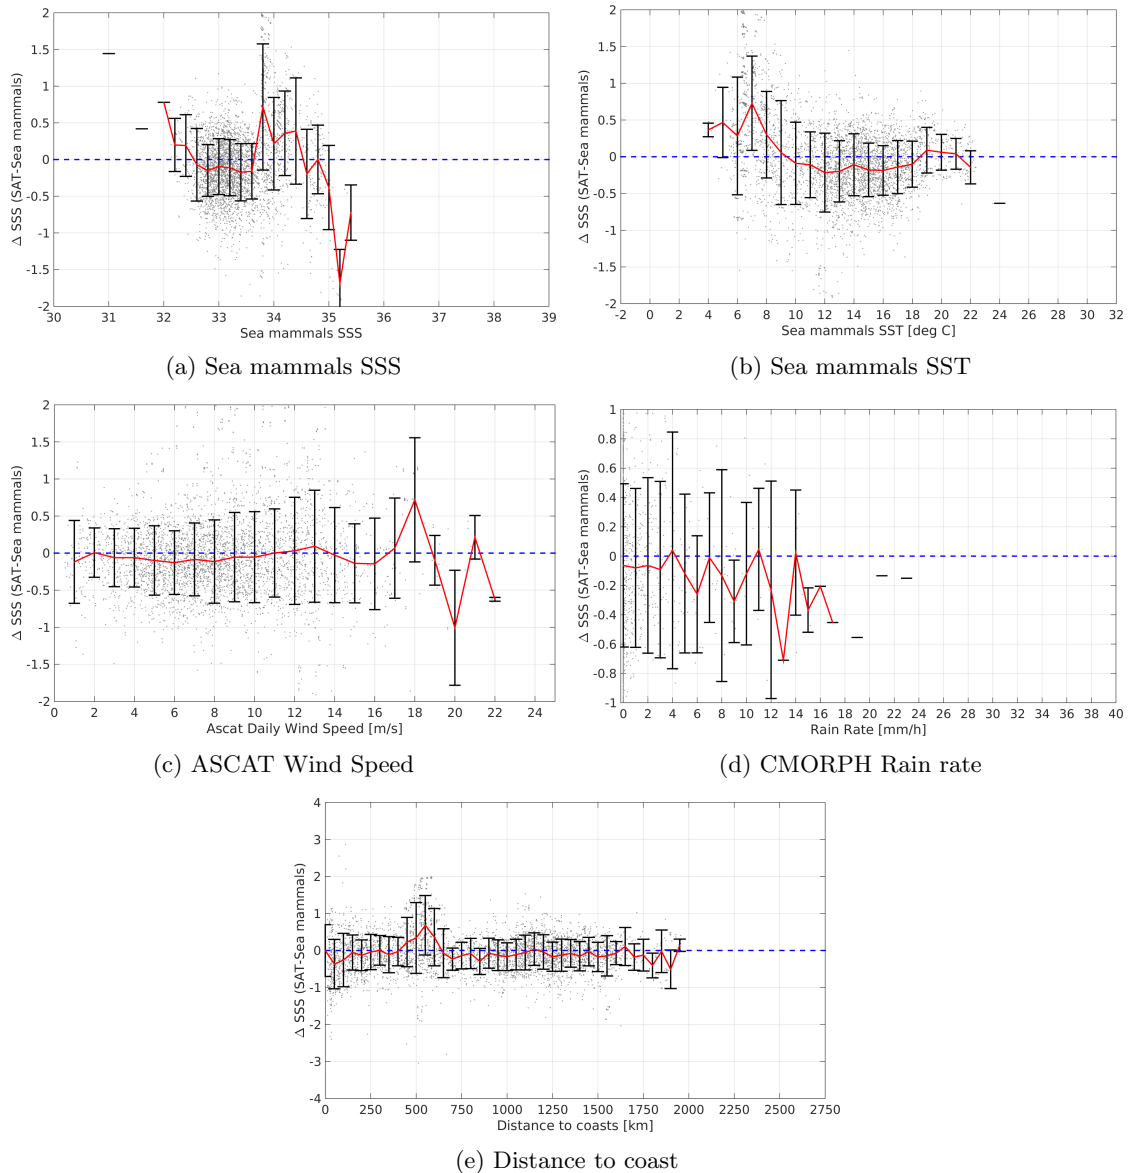 2
1.5
1
0.5
0
-0.5
-1
-1.5
-2
Δ SSS (SAT-Sea mammals)
30 31 32 33 34 35 36 37 38 39
Sea mammals SSS
(a) Sea mammals SSS
2
1.5
1
0.5
0
-0.5
-1
-1.5
-2
Δ SSS (SAT-Sea mammals)
-2 0 2 4 6 8 10 12 14 16 18 20 22 24 26 28 30 32
Sea mammals SST [deg C]
(b) Sea mammals SST
2
1.5
1
0.5
0
-0.5
-1
-1.5
-2
Δ SSS (SAT-Sea mammals)
0 2 4 6 8 10 12 14 16 18 20 22 24
Ascat Daily Wind Speed [m/s]
(c) ASCAT Wind Speed
1
0.8
0.6
0.4
0.2
0
-0.2
-0.4
-0.6
-0.8
-1
Δ SSS (SAT-Sea mammals)
0 2 4 6 8 10 12 14 16 18 20 22 24 26 28 30 32 34 36 38 40
Rain Rate [mm/h]
(d) CMORPH Rain rate
4
3
2
1
0
-1
-2
-3
-4
Δ SSS (SAT-Sea mammals)
0 250 500 750 1000 1250 1500 1750 2000 2250 2500 2750
Distance to coasts [km]
(e) Distance to coast